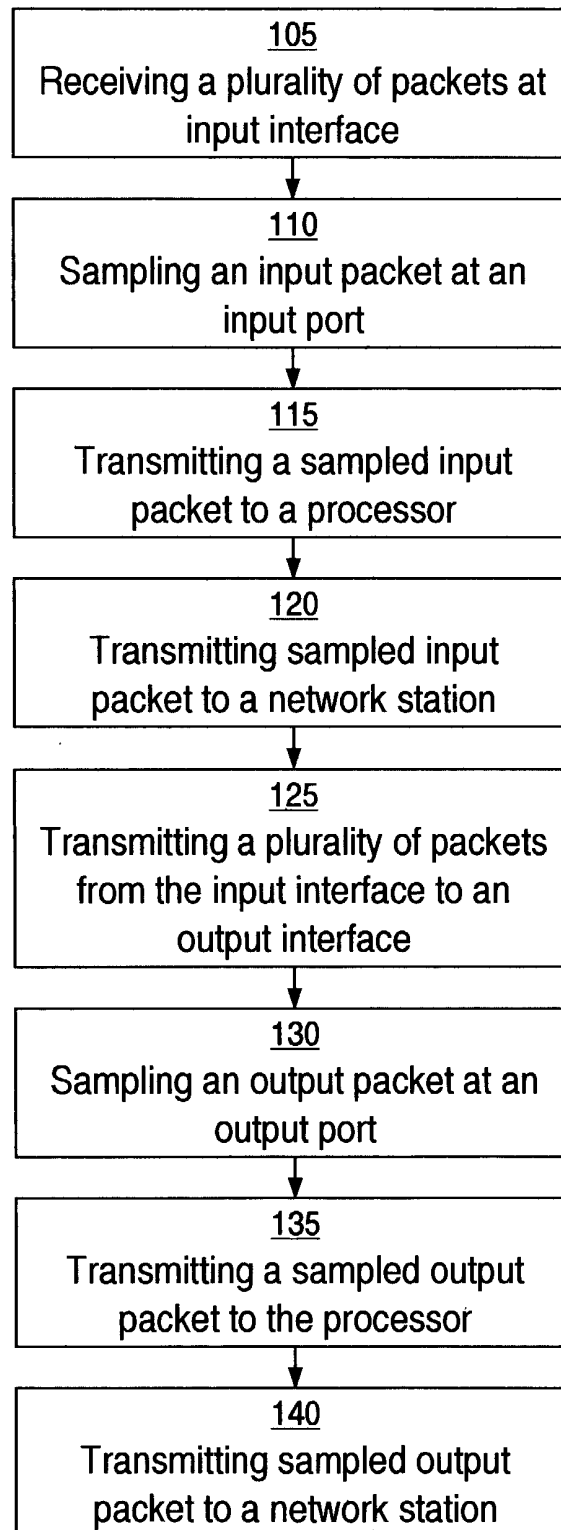 105
Receiving a plurality of packets at
input interface
110
Sampling an input packet at an
input port
115
Transmitting a sampled input
packet to a processor
120
Transmitting sampled input
packet to a network station
125
Transmitting a plurality of packets
from the input interface to an
output interface
130
Sampling an output packet at an
output port
135
Transmitting a sampled output
packet to the processor
140
Transmitting sampled output
packet to a network station